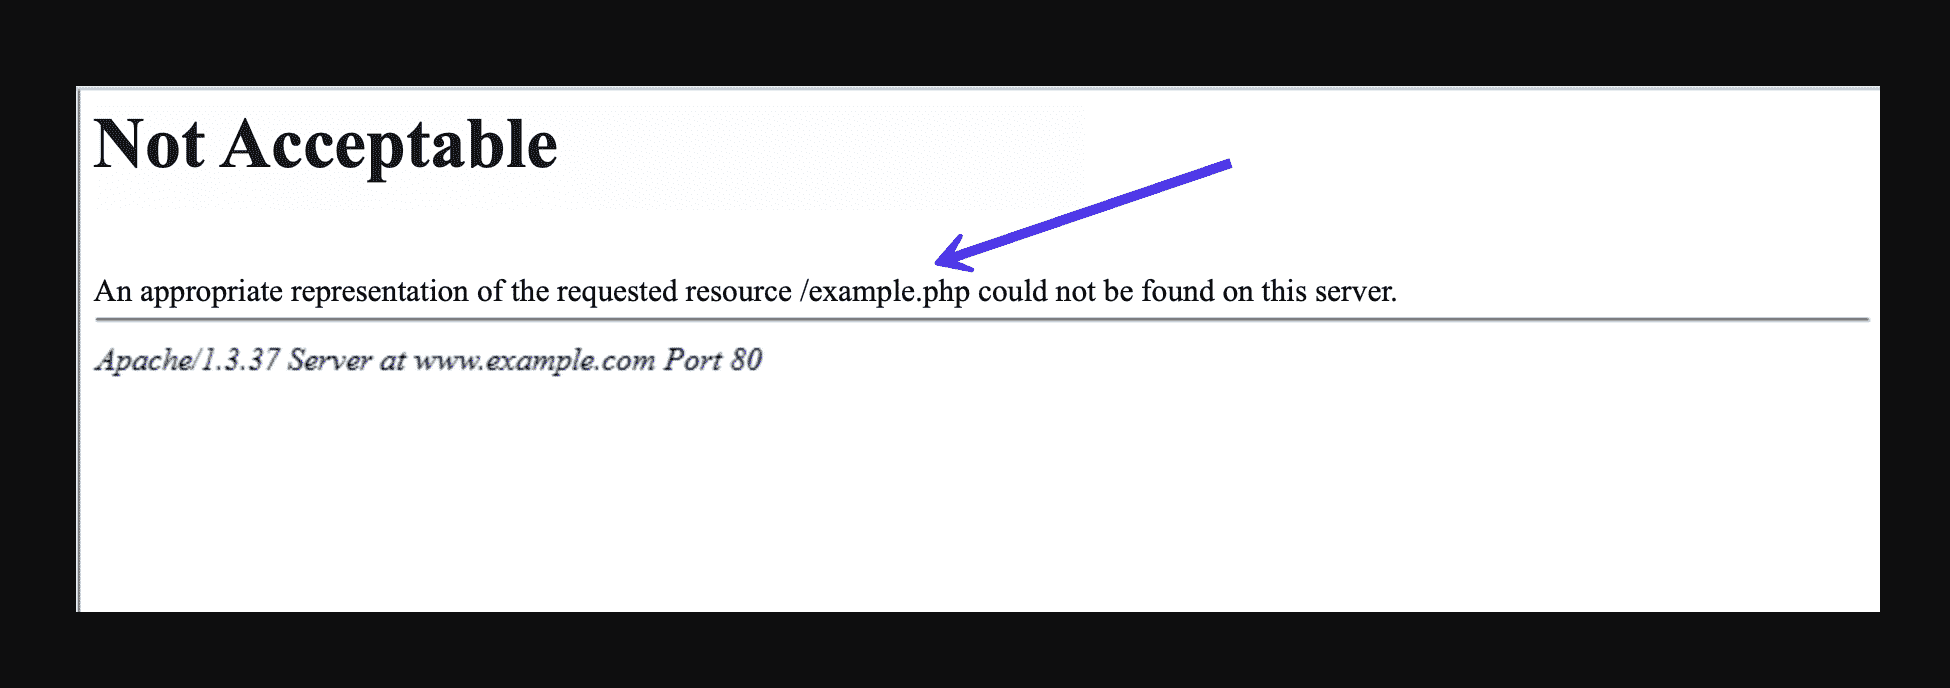 Not Acceptable
An appropriate representation of the requested resource /example.php could not be found on this server.
Apache/1.3.37 Server at www.example.com Port 80